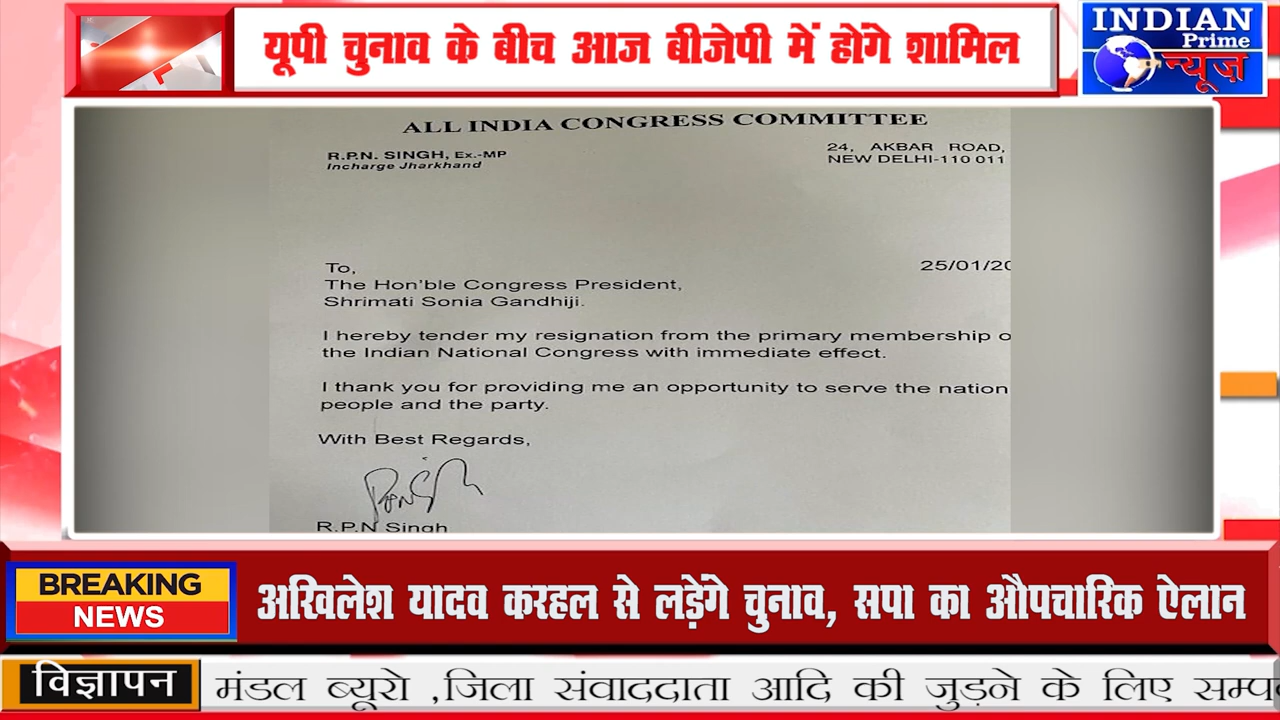 यूपी चुनाव के बीच आज बीजेपी में होंगे शामिल
INDIAN
Prime
न्यूज़
ALL INDIA CONGRESS COMMITTEE
R.P.N. SINGH, Ex.-MP
Incharge Jharkhand
24, AKBAR ROAD,
NEW DELHI-110 011
To,
25/01/20
The Hon'ble Congress President,
Shrimati Sonia Gandhiji.
I hereby tender my resignation from the primary membership o
the Indian National Congress with immediate effect.
I thank you for providing me an opportunity to serve the nation
people and the party.
With Best Regards,
RPNSingh
R.P.N Singh
BREAKING
NEWS
अखिलेश यादव करहल से लड़ेंगे चुनाव, सपा का औपचारिक ऐलान
विज्ञापन
मंडल ब्यूरो ,जिला संवाददाता आदि की जुड़ने के लिए सम्प